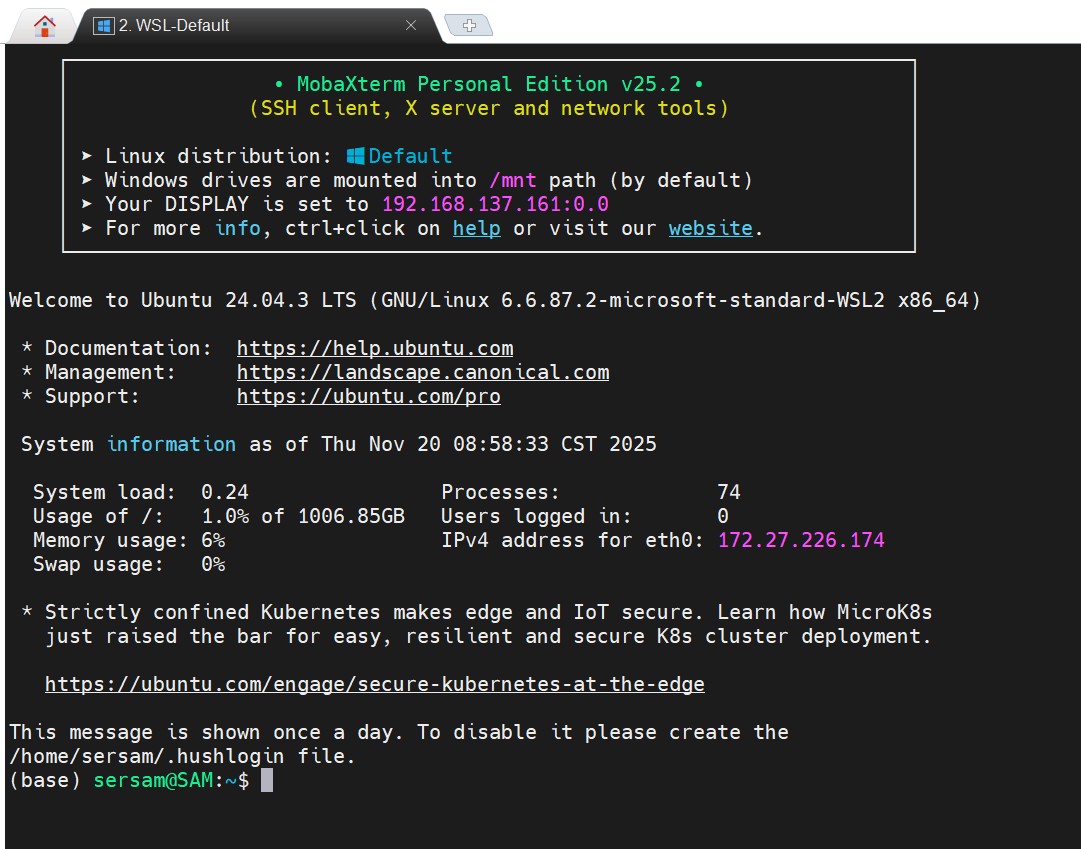 2. WSL-Default
• MobaXterm Personal Edition v25.2 •
(SSH client, X server and network tools)
➤ Linux distribution: Default
➤ Windows drives are mounted into /mnt path (by default)
➤ Your DISPLAY is set to 192.168.137.161:0.0
➤ For more info, ctrl+click on help or visit our website.
Welcome to Ubuntu 24.04.3 LTS (GNU/Linux 6.6.87.2-microsoft-standard-WSL2 x86_64)
* Documentation:  https://help.ubuntu.com
* Management:     https://landscape.canonical.com
* Support:        https://ubuntu.com/pro
System information as of Thu Nov 20 08:58:33 CST 2025
System load:  0.24                Processes:             74
Usage of /:   1.0% of 1006.85GB   Users logged in:       0
Memory usage: 6%                  IPv4 address for eth0: 172.27.226.174
Swap usage:   0%
* Strictly confined Kubernetes makes edge and IoT secure. Learn how MicroK8s
just raised the bar for easy, resilient and secure K8s cluster deployment.
https://ubuntu.com/engage/secure-kubernetes-at-the-edge
This message is shown once a day. To disable it please create the
/home/sersam/.hushlogin file.
(base) sersam@SAM:~$